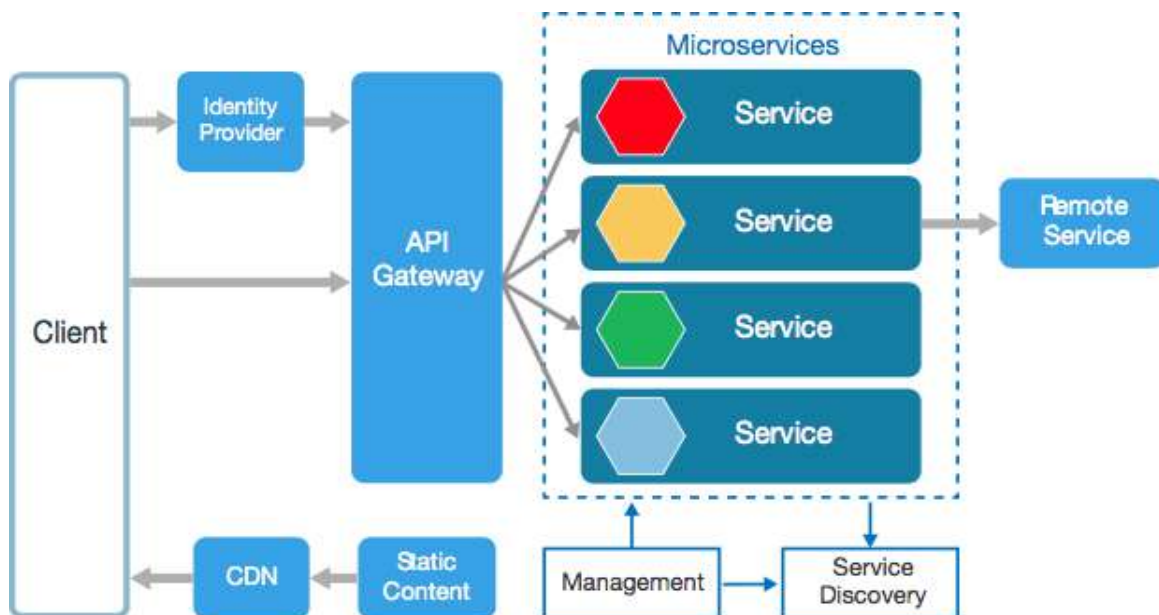 Microservices
Identity
Provider
Service
Service
Remote
Service
API
Gateway
Client
Service
Service
CDN
Static
Content
Management
Service
Discovery